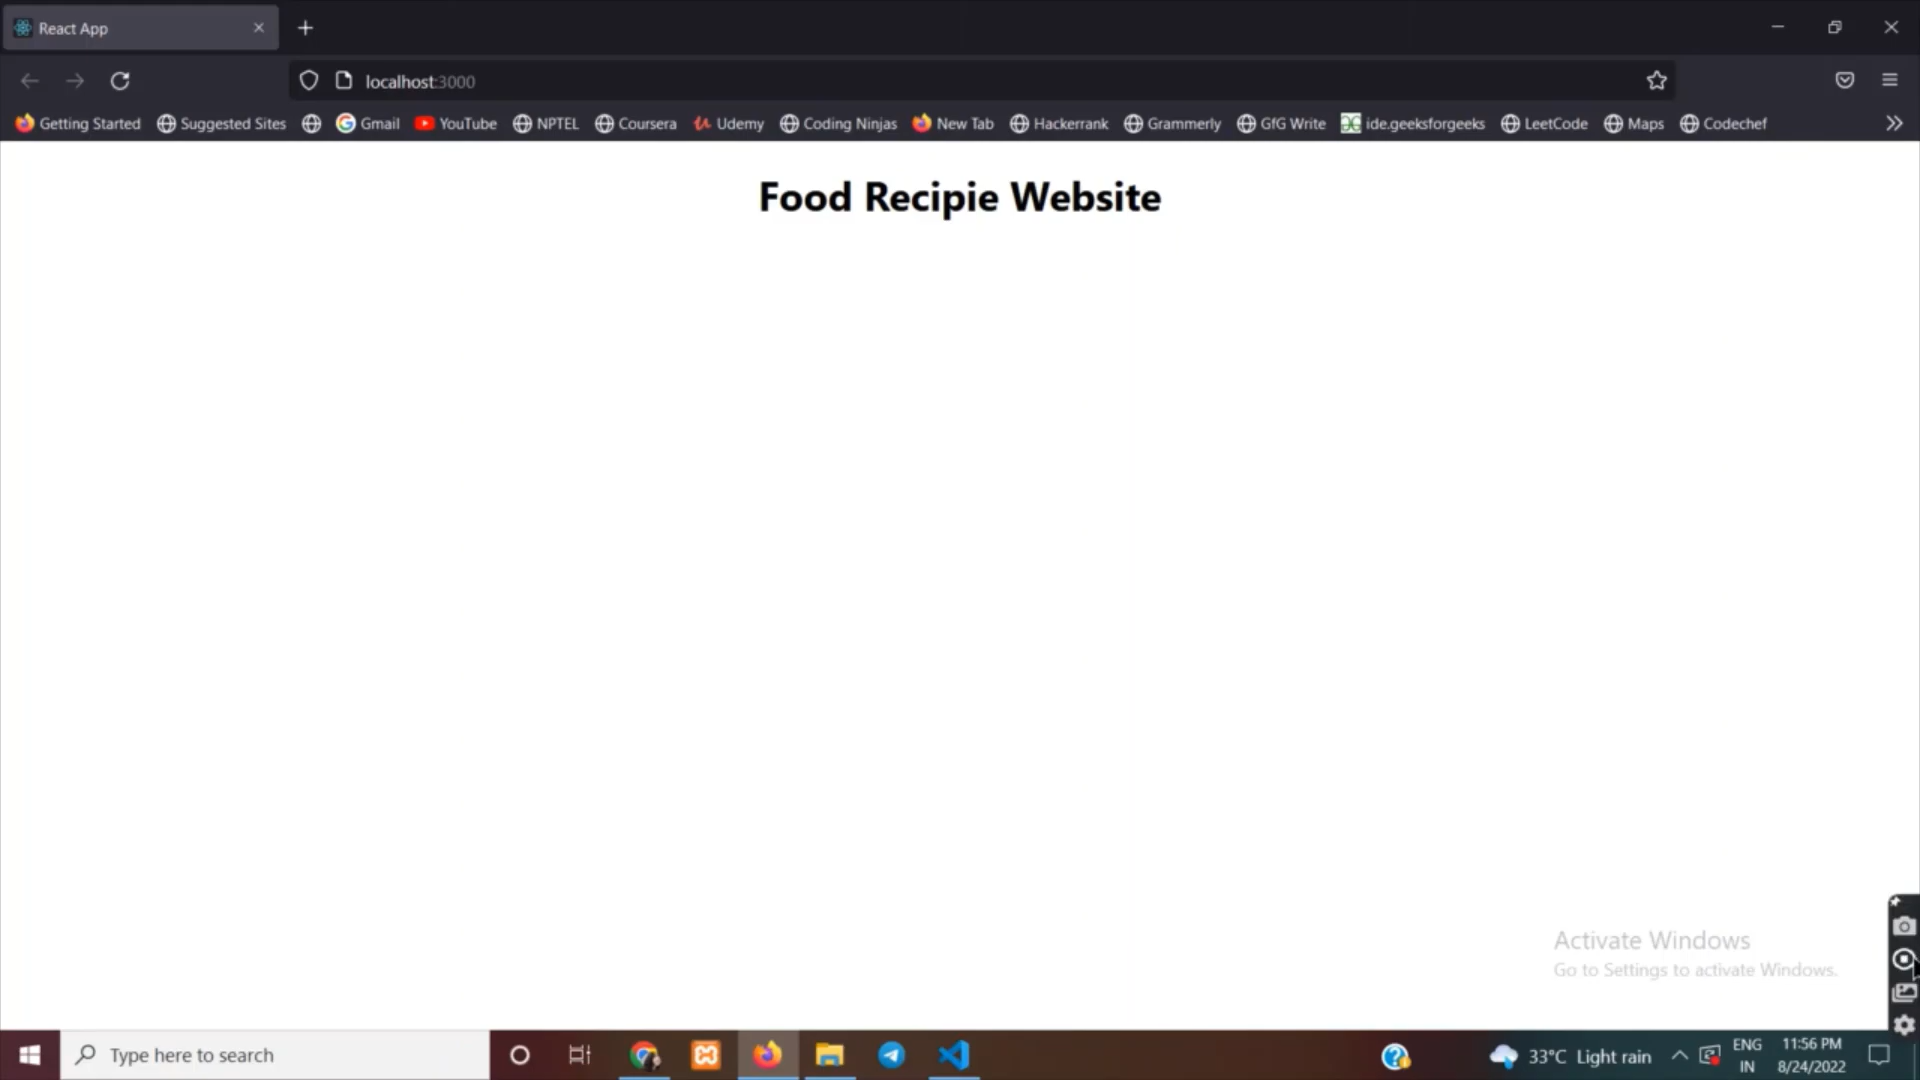 React App
localhost:3000
Getting Started Suggested Sites Gmail YouTube NPTEL Coursera Udemy Coding Ninjas New Tab Hackerrank Grammerly GfG Write ide.geeksforgeeks LeetCode Maps Codechef
Food Recipie Website
Activate Windows
Go to Settings to activate Windows.
Type here to search
33°C Light rain
ENG
IN
11:56 PM
8/24/2022